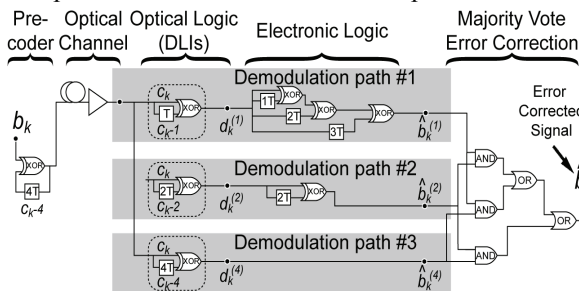 Pre-
coder
Optical
Channel
Optical Logic
(DLIs)
Electronic Logic
Majority Vote
Error Correction
Demodulation path #1
c_k
T
XOR
c_k-1
d_k^(1)
1T
XOR
2T
XOR
3T
XOR
b̂_k^(1)
b_k
XOR
4T
c_k-4
Demodulation path #2
c_k
2T
XOR
c_k-2
d_k^(2)
2T
XOR
b̂_k^(2)
Demodulation path #3
c_k
4T
XOR
c_k-4
d_k^(4)
b̂_k^(4)
Error
Corrected
Signal
AND
AND
AND
OR
OR